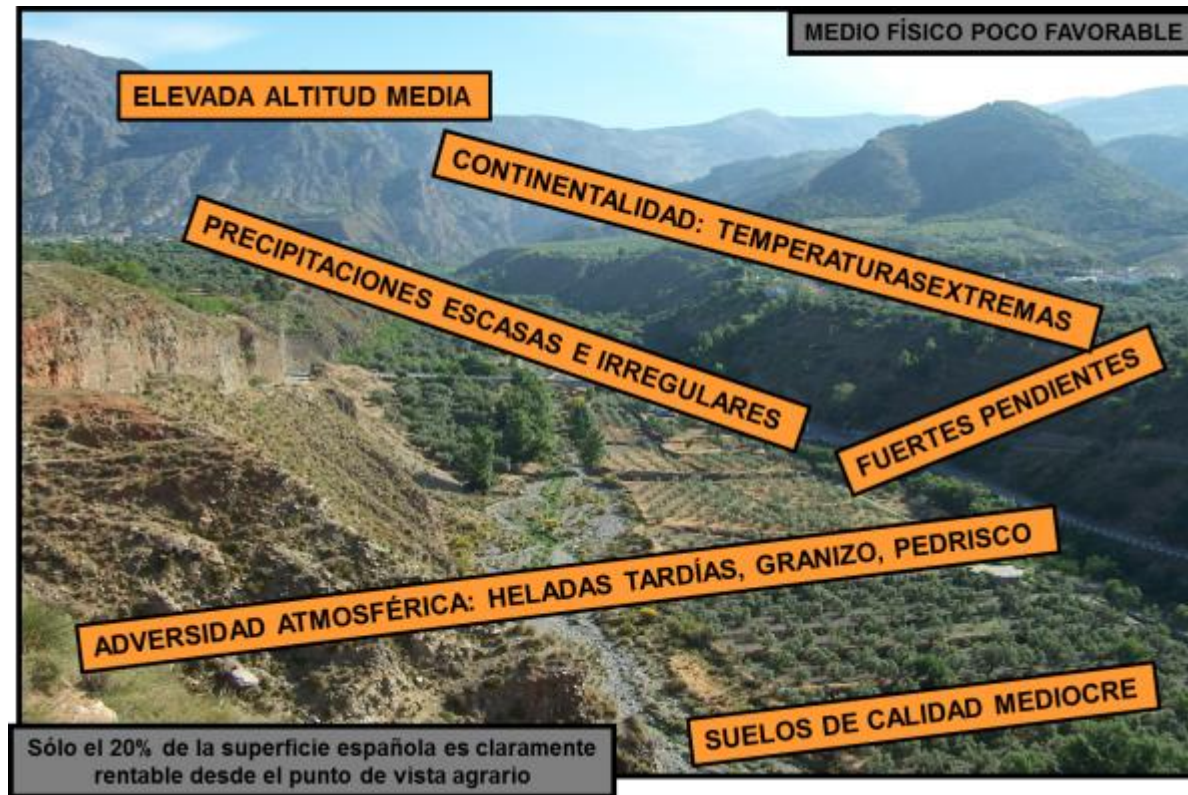 MEDIO FÍSICO POCO FAVORABLE
ELEVADA ALTITUD MEDIA
CONTINENTALIDAD: TEMPERATURASEXTREMAS
PRECIPITACIONES ESCASAS E IRREGULARES
FUERTES PENDIENTES
ADVERSIDAD ATMOSFÉRICA: HELADAS TARDÍAS, GRANIZO, PEDRISCO
SUELOS DE CALIDAD MEDIOCRE
Sólo el 20% de la superficie española es claramente
rentable desde el punto de vista agrario